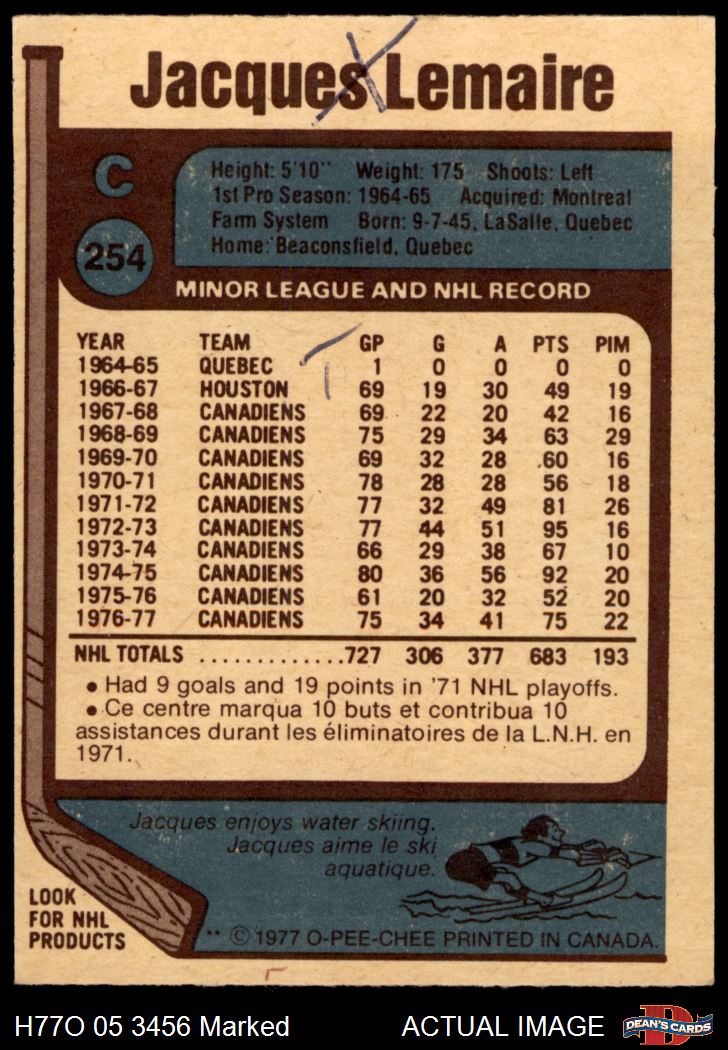 Jacques Lemaire
C
254
Height: 5'10" Weight: 175 Shoots: Left
1st Pro Season: 1964-65 Acquired: Montreal
Farm System Born: 9-7-45, LaSalle, Quebec
Home: Beaconsfield, Quebec
MINOR LEAGUE AND NHL RECORD
YEAR TEAM GP G A PTS PIM
1964-65 QUEBEC 1 0 0 0 0
1966-67 HOUSTON 69 19 30 49 19
1967-68 CANADIENS 69 22 20 42 16
1968-69 CANADIENS 75 29 34 63 29
1969-70 CANADIENS 69 32 28 60 16
1970-71 CANADIENS 78 28 28 56 18
1971-72 CANADIENS 77 32 49 81 26
1972-73 CANADIENS 77 44 51 95 16
1973-74 CANADIENS 66 29 38 67 10
1974-75 CANADIENS 80 36 56 92 20
1975-76 CANADIENS 61 20 32 52 20
1976-77 CANADIENS 75 34 41 75 22
NHL TOTALS .............727 306 377 683 193
• Had 9 goals and 19 points in '71 NHL playoffs.
• Ce centre marqua 10 buts et contribua 10
assistances durant les éliminatoires de la L.N.H. en
1971.
Jacques enjoys water skiing.
Jacques aime le ski
aquatique.
LOOK
FOR NHL
PRODUCTS
** © 1977 O-PEE-CHEE PRINTED IN CANADA.
H77O 05 3456 Marked
ACTUAL IMAGE
D
DEAN'S CARDS